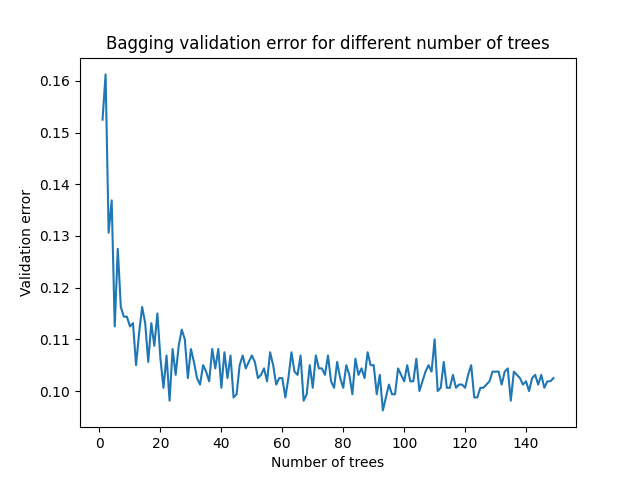 Bagging validation error for different number of trees
0.16
0.15
0.14
0.13
0.12
0.11
0.10
Validation error
0 20 40 60 80 100 120 140
Number of trees